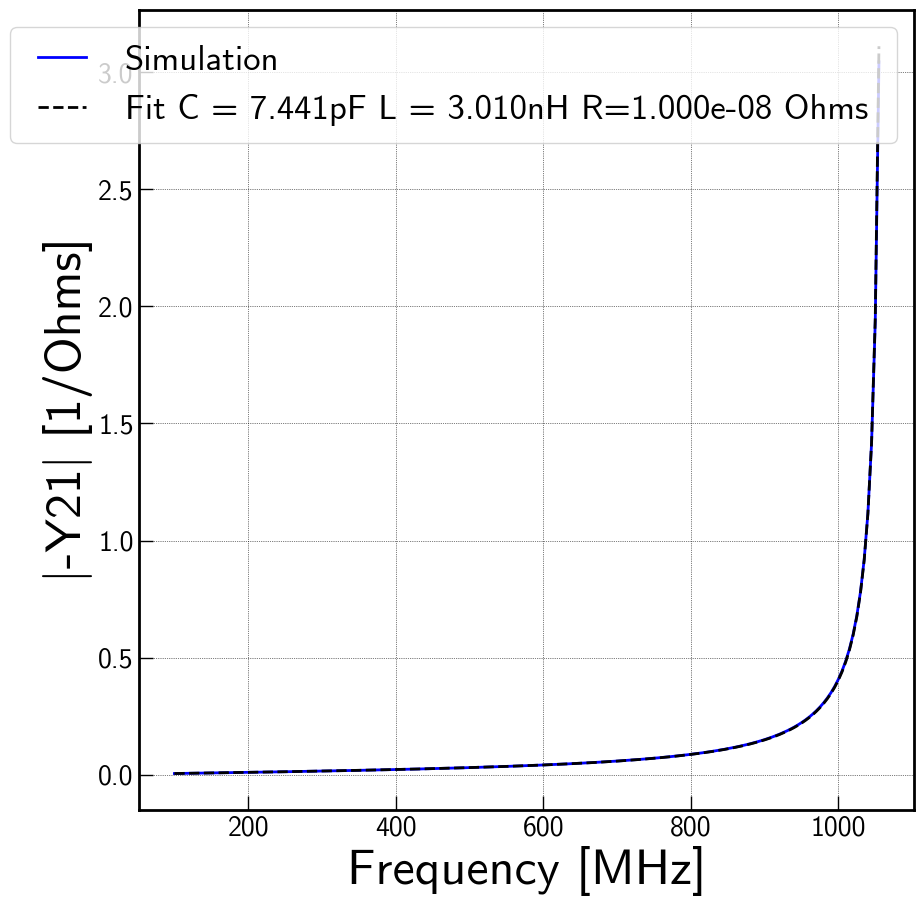 Simulation
Fit C = 7.441pF L = 3.010nH R=1.000e-08 Ohms
3.0
2.5
2.0
1.5
1.0
0.5
0.0
|-Y21| [1/Ohms]
200 400 600 800 1000
Frequency [MHz]